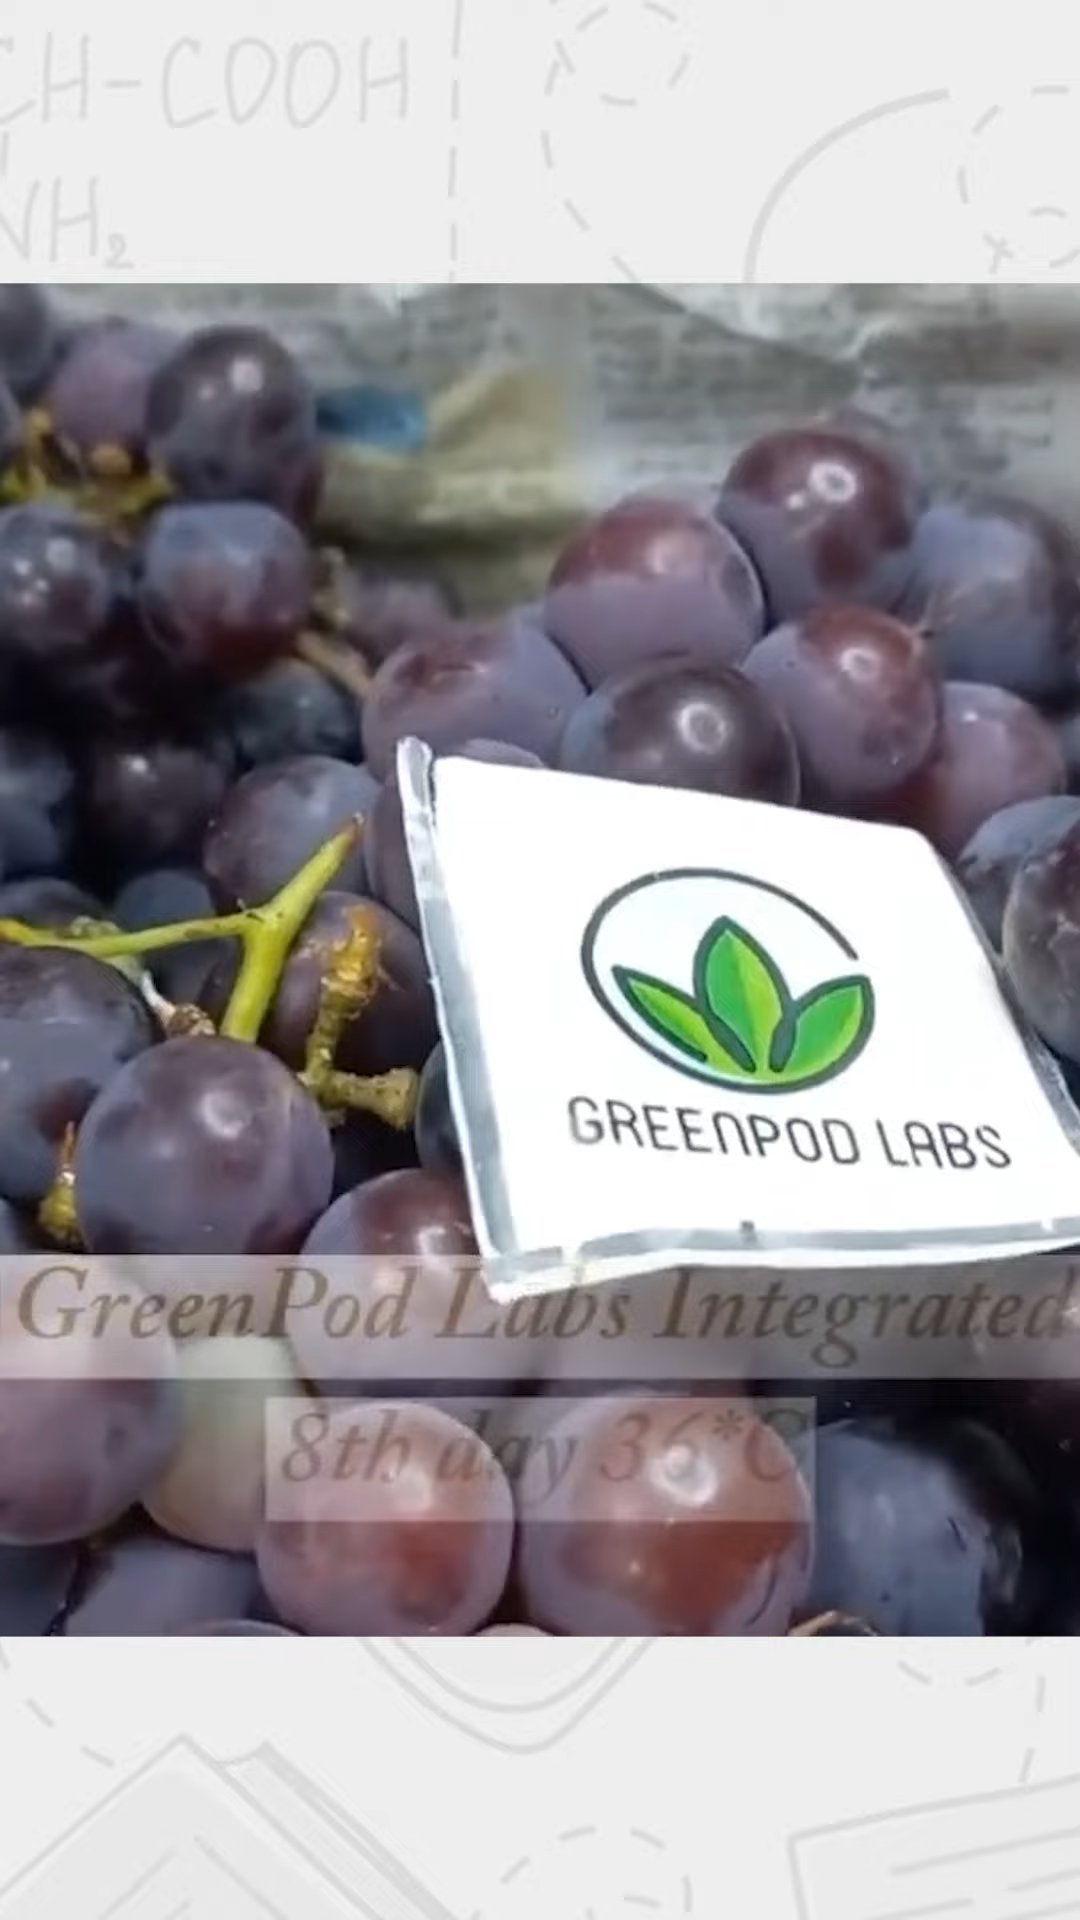 CH-COOH
NH₂
GREENPOD LABS
GreenPod Labs Integrated
8th day 36*C